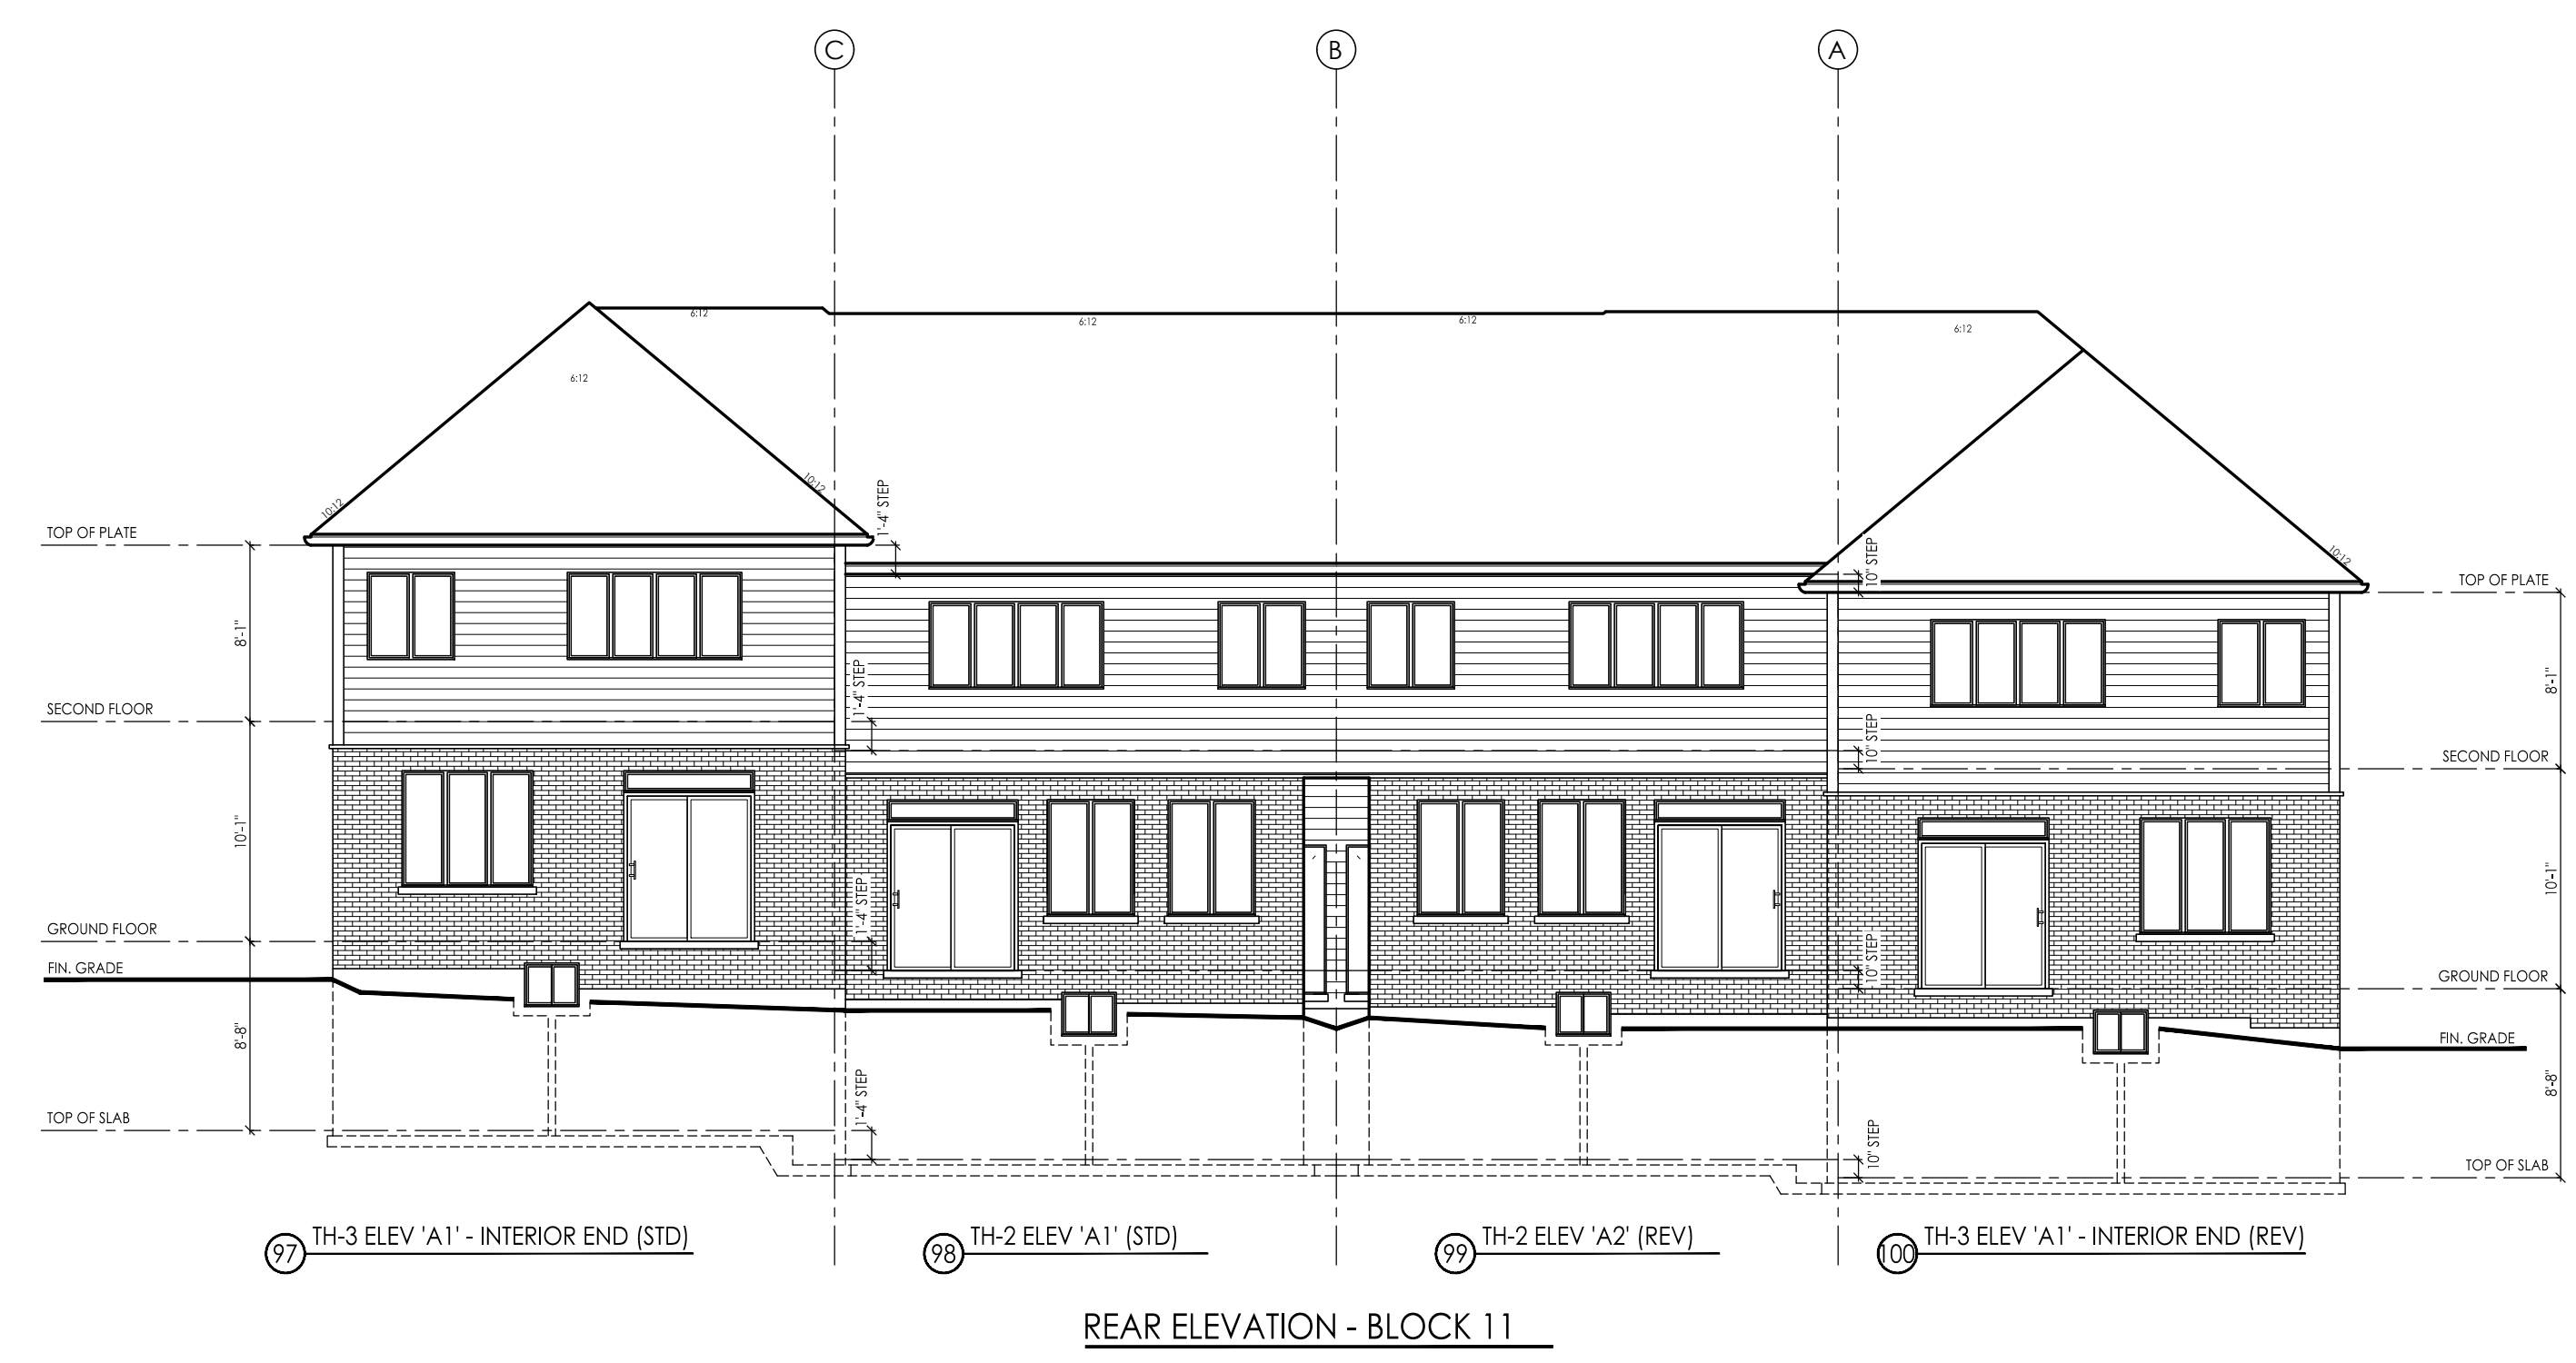 C
B
A
6:12
6:12
6:12
6:12
6:12
10:12
10:12
10:12
1'-4" STEP
10" STEP
TOP OF PLATE
TOP OF PLATE
8'-1"
8'-1"
1'-4" STEP
10" STEP
SECOND FLOOR
SECOND FLOOR
10'-1"
10'-1"
1'-4" STEP
10" STEP
GROUND FLOOR
GROUND FLOOR
FIN. GRADE
FIN. GRADE
8'-8"
8'-8"
1'-4" STEP
10" STEP
TOP OF SLAB
TOP OF SLAB
97 TH-3 ELEV 'A1' - INTERIOR END (STD)
98 TH-2 ELEV 'A1' (STD)
99 TH-2 ELEV 'A2' (REV)
100 TH-3 ELEV 'A1' - INTERIOR END (REV)
REAR ELEVATION - BLOCK 11